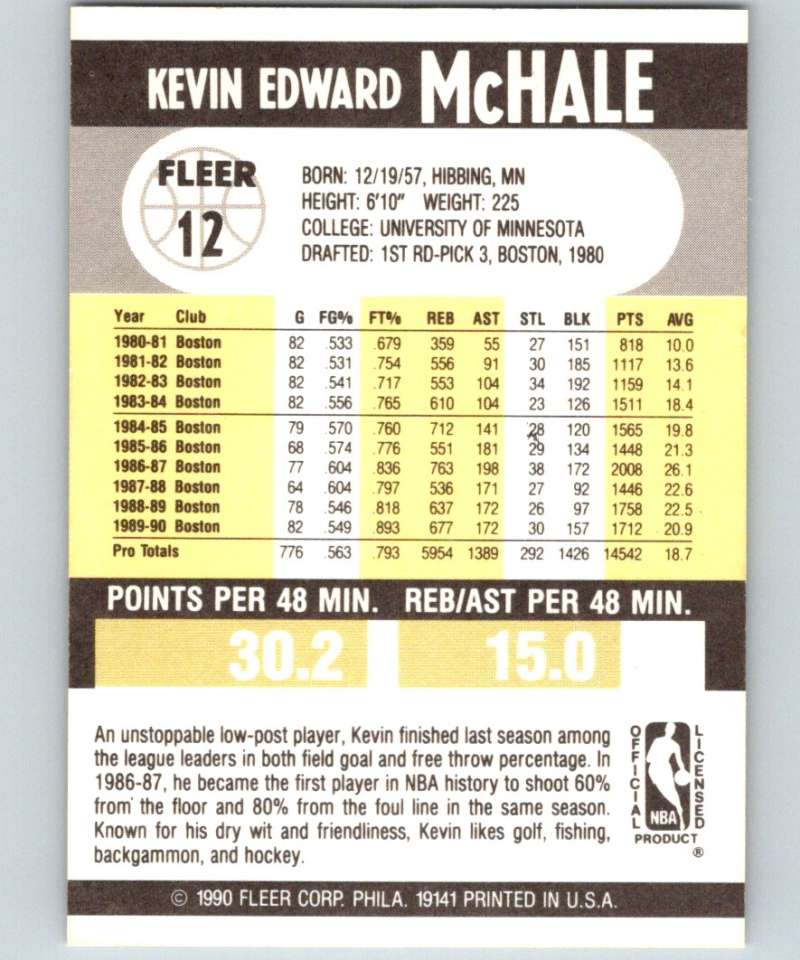 KEVIN EDWARD McHALE
FLEER
12
BORN: 12/19/57, HIBBING, MN
HEIGHT: 6'10" WEIGHT: 225
COLLEGE: UNIVERSITY OF MINNESOTA
DRAFTED: 1ST RD-PICK 3, BOSTON, 1980
Year Club G FG% FT% REB AST STL BLK PTS AVG
1980-81 Boston 82 .533 .679 359 55 27 151 818 10.0
1981-82 Boston 82 .531 .754 556 91 30 185 1117 13.6
1982-83 Boston 82 .541 .717 553 104 34 192 1159 14.1
1983-84 Boston 82 .556 .765 610 104 23 126 1511 18.4
1984-85 Boston 79 .570 .760 712 141 28 120 1565 19.8
1985-86 Boston 68 .574 .776 551 181 29 134 1448 21.3
1986-87 Boston 77 .604 .836 763 198 38 172 2008 26.1
1987-88 Boston 64 .604 .797 536 171 27 92 1446 22.6
1988-89 Boston 78 .546 .818 637 172 26 97 1758 22.5
1989-90 Boston 82 .549 .893 677 172 30 157 1712 20.9
Pro Totals 776 .563 .793 5954 1389 292 1426 14542 18.7
POINTS PER 48 MIN. REB/AST PER 48 MIN.
30.2 15.0
An unstoppable low-post player, Kevin finished last season among
the league leaders in both field goal and free throw percentage. In
1986-87, he became the first player in NBA history to shoot 60%
from the floor and 80% from the foul line in the same season.
Known for his dry wit and friendliness, Kevin likes golf, fishing,
backgammon, and hockey.
OFFICIAL
LICENSED
NBA
PRODUCT
®
© 1990 FLEER CORP. PHILA. 19141 PRINTED IN U.S.A.